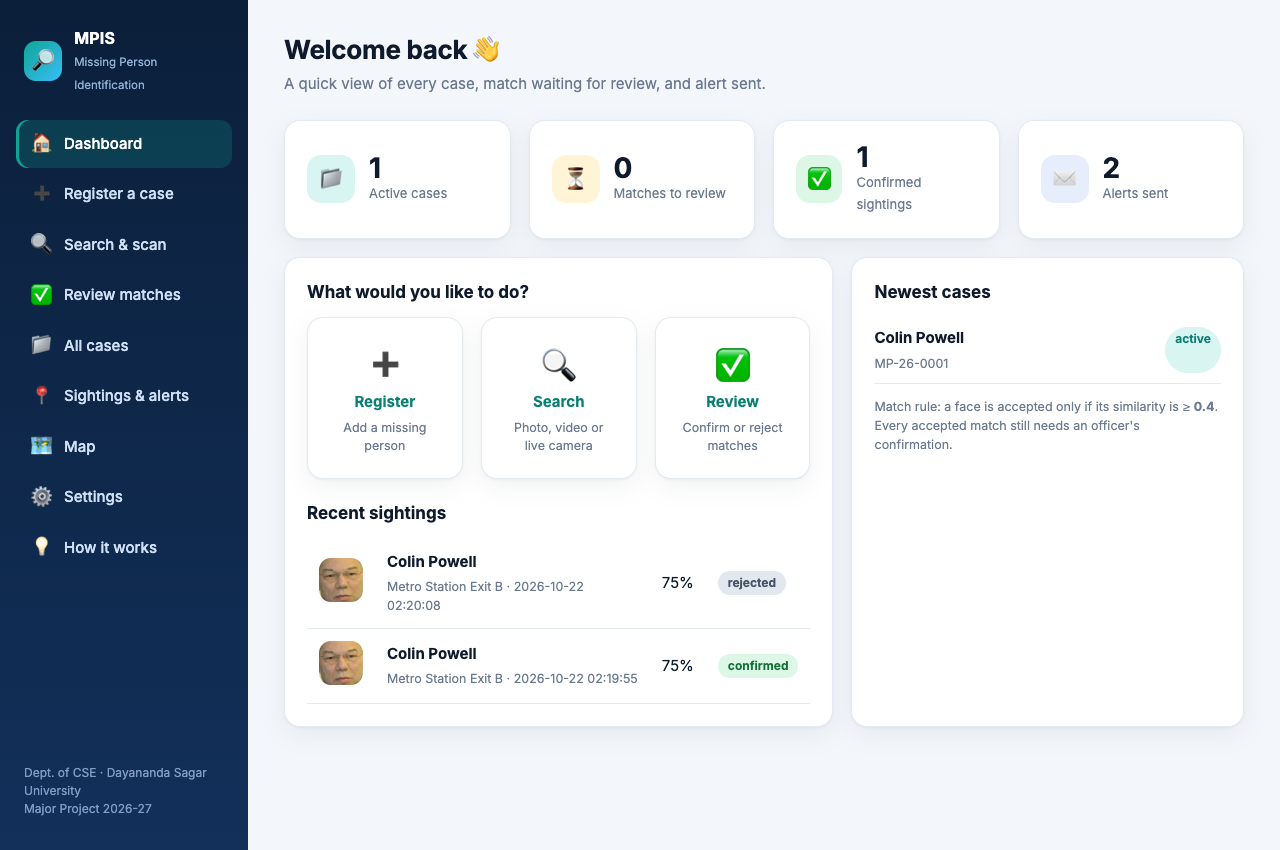 MPIS
Missing Person
Identification
Dashboard
Register a case
Search & scan
Review matches
All cases
Sightings & alerts
Map
Settings
How it works
Dept. of CSE · Dayananda Sagar
University
Major Project 2026-27
Welcome back
A quick view of every case, match waiting for review, and alert sent.
1
Active cases
0
Matches to review
1
Confirmed
sightings
2
Alerts sent
What would you like to do?
Register
Add a missing
person
Search
Photo, video or
live camera
Review
Confirm or reject
matches
Recent sightings
Colin Powell
Metro Station Exit B · 2026-10-22
02:20:08
75%
rejected
Colin Powell
Metro Station Exit B · 2026-10-22 02:19:55
75%
confirmed
Newest cases
Colin Powell
MP-26-0001
active
Match rule: a face is accepted only if its similarity is ≥ 0.4.
Every accepted match still needs an officer's
confirmation.